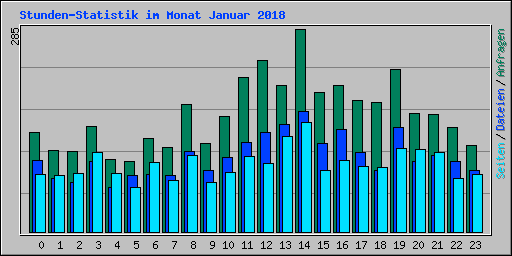 Stunden-Statistik im Monat Januar 2018
285
Seiten / Dateien / Anfragen
0 1 2 3 4 5 6 7 8 9 10 11 12 13 14 15 16 17 18 19 20 21 22 23